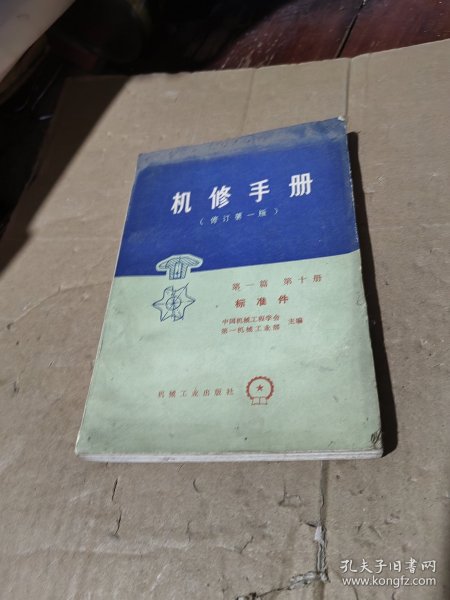 机修手册
（修订第一版）
第一篇 第十册
标准件
中国机械工程学会
第一机械工业部 主编
机械工业出版社
孔夫子旧书网
www.kongfz.com